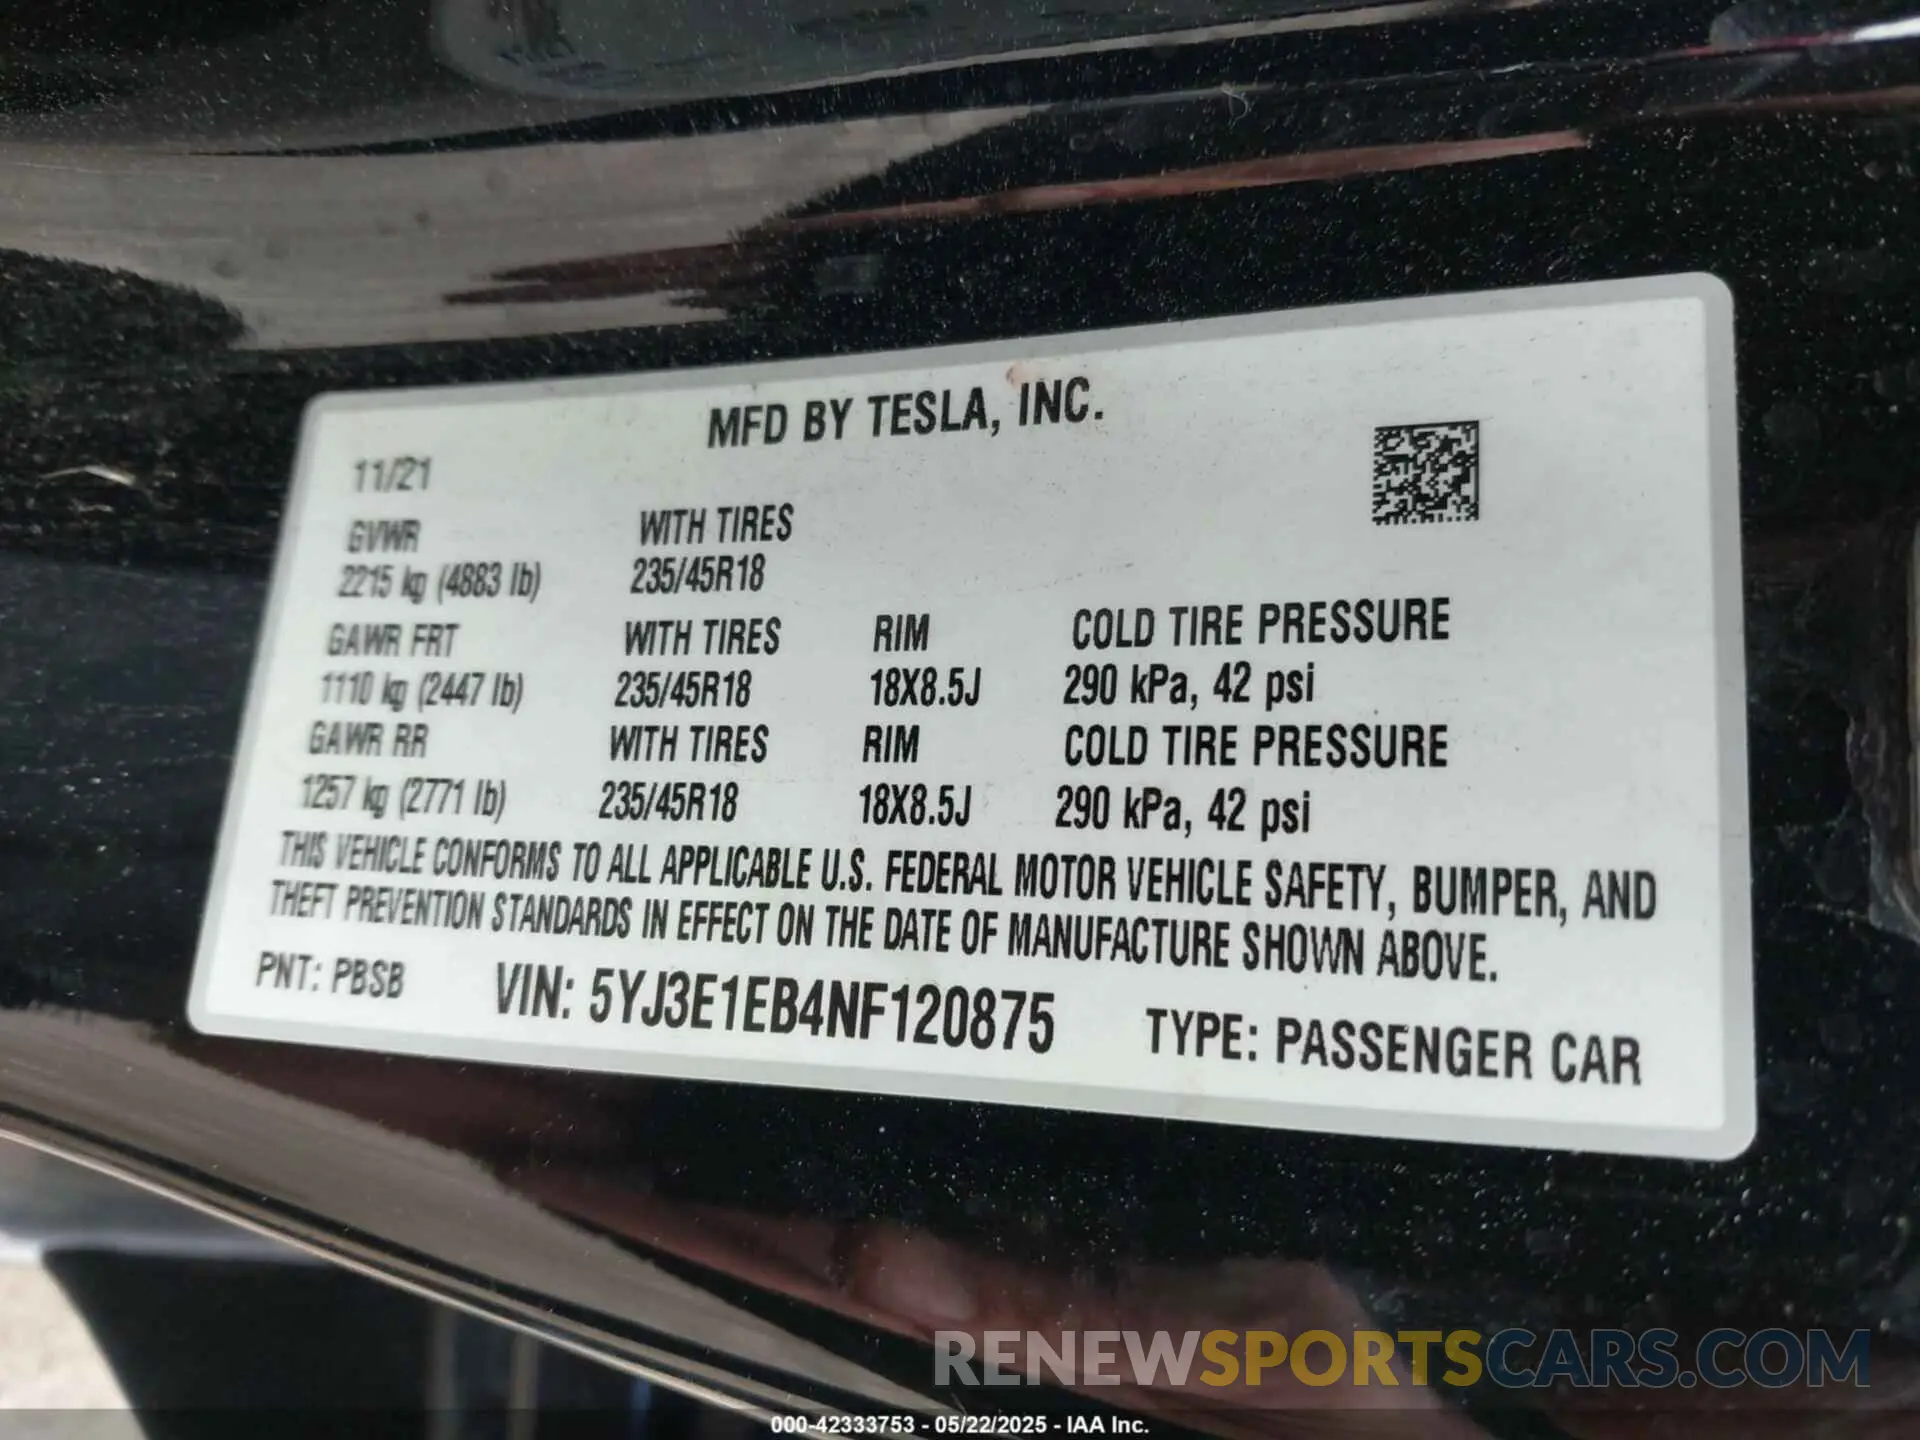 MFD BY TESLA, INC.
11/21
GVWR WITH TIRES
2215 kg (4883 lb) 235/45R18
GAWR FRT WITH TIRES RIM COLD TIRE PRESSURE
1110 kg (2447 lb) 235/45R18 18X8.5J 290 kPa, 42 psi
GAWR RR WITH TIRES RIM COLD TIRE PRESSURE
1257 kg (2771 lb) 235/45R18 18X8.5J 290 kPa, 42 psi
THIS VEHICLE CONFORMS TO ALL APPLICABLE U.S. FEDERAL MOTOR VEHICLE SAFETY, BUMPER, AND
THEFT PREVENTION STANDARDS IN EFFECT ON THE DATE OF MANUFACTURE SHOWN ABOVE.
PNT: PBSB VIN: 5YJ3E1EB4NF120875 TYPE: PASSENGER CAR
RENEWSPORTSCARS.COM
000-42333753 - 05/22/2025 - IAA Inc.